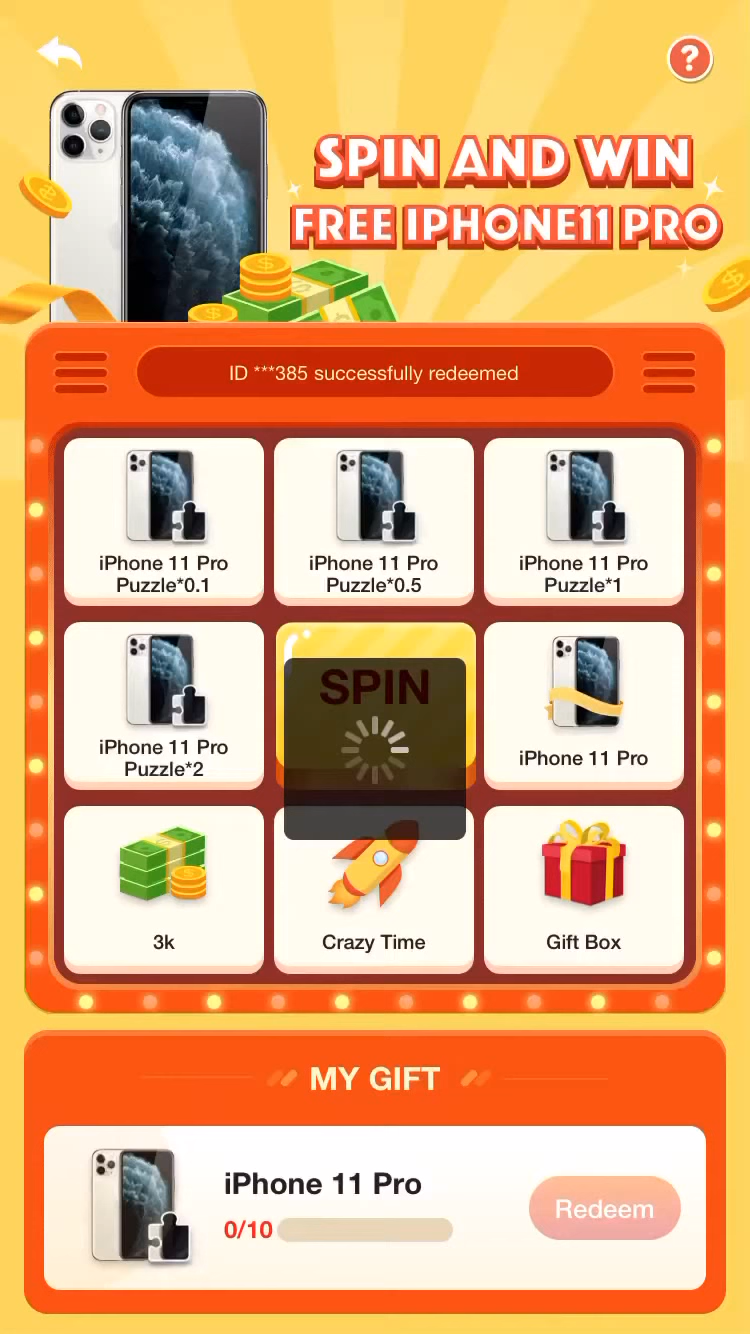 ?
SPIN AND WIN
FREE IPHONE11 PRO
ID ***385 successfully redeemed
iPhone 11 Pro
Puzzle*0.1
iPhone 11 Pro
Puzzle*0.5
iPhone 11 Pro
Puzzle*1
iPhone 11 Pro
Puzzle*2
SPIN
iPhone 11 Pro
3k
Crazy Time
Gift Box
MY GIFT
iPhone 11 Pro
0/10
Redeem